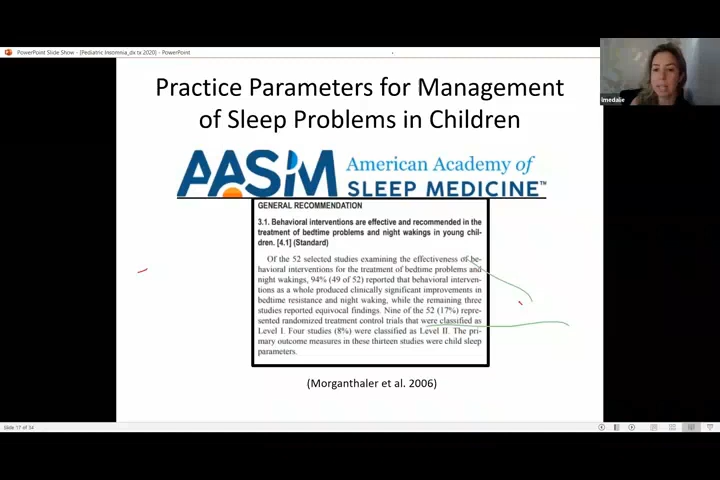 PowerPoint Slide Show - [Pediatric Insomnia_dx tx 2020] - PowerPoint
imedale
Practice Parameters for Management
of Sleep Problems in Children
AASM American Academy of
SLEEP MEDICINE™
GENERAL RECOMMENDATION
3.1. Behavioral interventions are effective and recommended in the
treatment of bedtime problems and night wakings in young chil-
dren. [4.1] (Standard)
Of the 52 selected studies examining the effectiveness of be-
havioral interventions for the treatment of bedtime problems and
night wakings, 94% (49 of 52) reported that behavioral interven-
tions as a whole produced clinically significant improvements in
bedtime resistance and night waking, while the remaining three
studies reported equivocal findings. Nine of the 52 (17%) repre-
sented randomized treatment control trials that were classified as
Level I. Four studies (8%) were classified as Level II. The pri-
mary outcome measures in these thirteen studies were child sleep
parameters.
(Morganthaler et al. 2006)
Slide 17 of 54